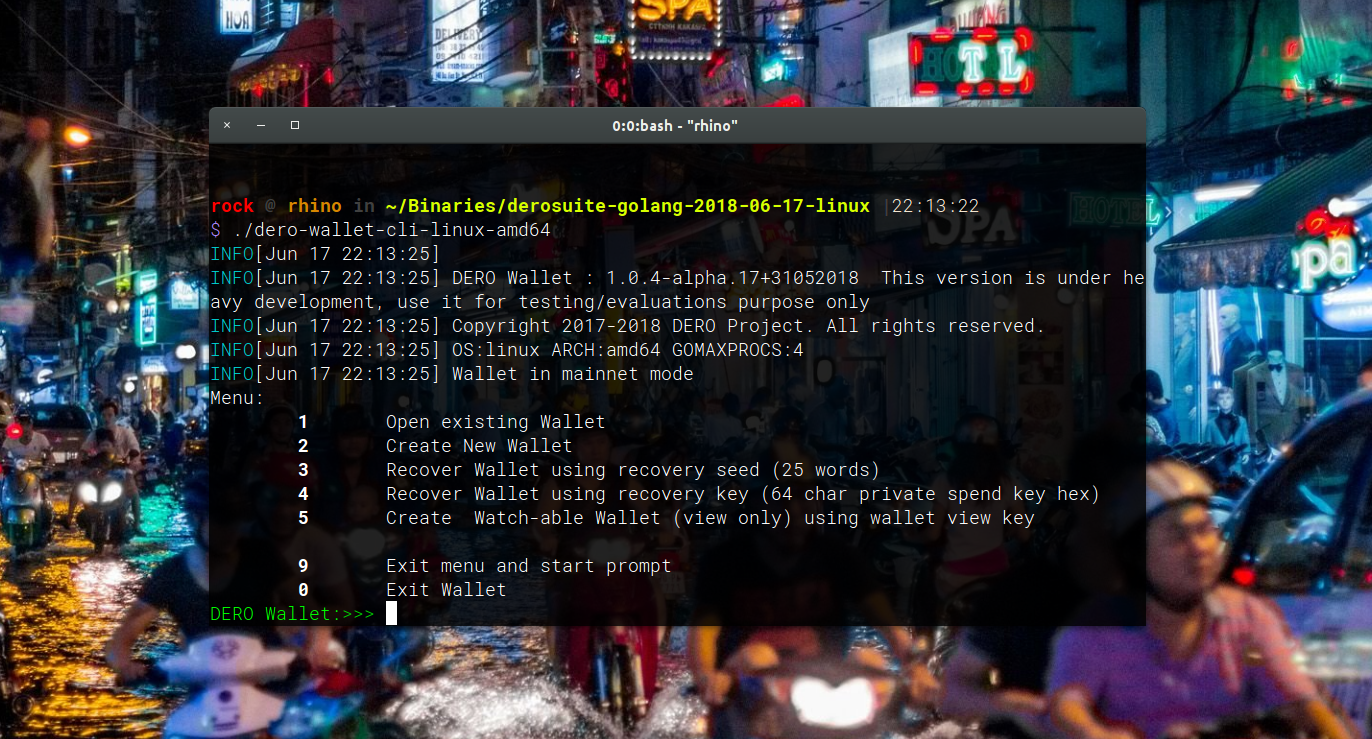 HOA
DELIVERY
SPA
HOTL
0:0:bash - "rhino"
rock @ rhino in ~/Binaries/derosuite-golang-2018-06-17-linux |22:13:22
$ ./dero-wallet-cli-linux-amd64
INFO[Jun 17 22:13:25]
INFO[Jun 17 22:13:25] DERO Wallet : 1.0.4-alpha.17+31052018  This version is under he
avy development, use it for testing/evaluations purpose only
INFO[Jun 17 22:13:25] Copyright 2017-2018 DERO Project. All rights reserved.
INFO[Jun 17 22:13:25] OS:linux ARCH:amd64 GOMAXPROCS:4
INFO[Jun 17 22:13:25] Wallet in mainnet mode
Menu:
1 Open existing Wallet
2 Create New Wallet
3 Recover Wallet using recovery seed (25 words)
4 Recover Wallet using recovery key (64 char private spend key hex)
5 Create  Watch-able Wallet (view only) using wallet view key
9 Exit menu and start prompt
0 Exit Wallet
DERO Wallet:>>>
SPA
HOTEL
spa